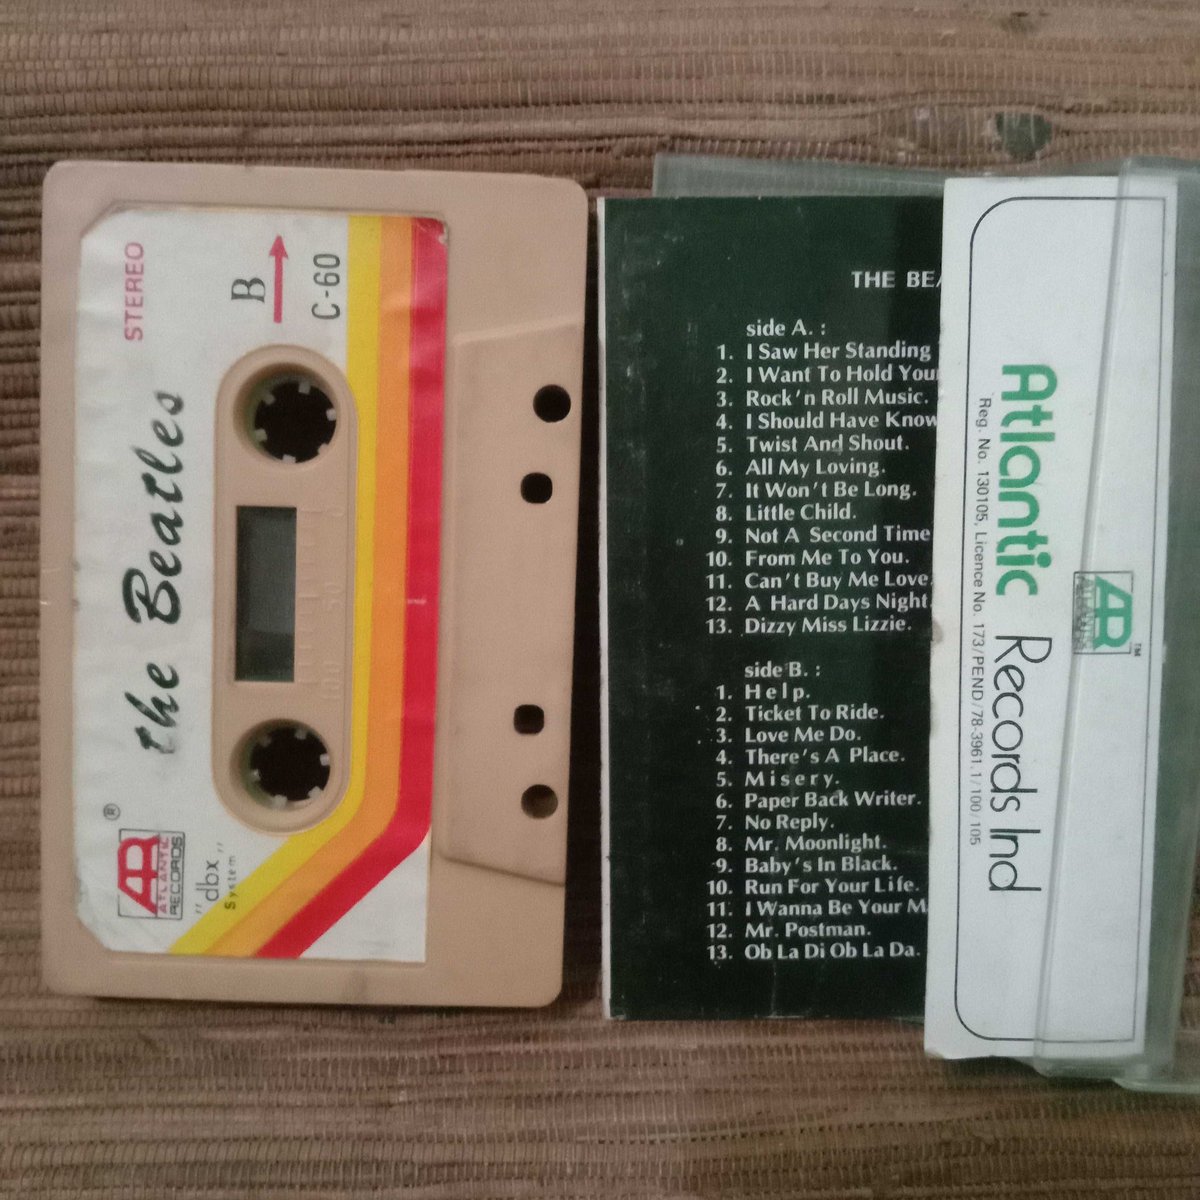 the Beatles
STEREO
B
C-60
AR
ATLANTIC
RECORDS
®
"dbx"
System
THE BEA
side A. :
1. I Saw Her Standing
2. I Want To Hold You
3. Rock'n Roll Music.
4. I Should Have Know
5. Twist And Shout.
6. All My Loving.
7. It Won't Be Long.
8. Little Child.
9. Not A Second Time
10. From Me To You.
11. Can't Buy Me Love.
12. A Hard Days Night.
13. Dizzy Miss Lizzie.
side B. :
1. Help.
2. Ticket To Ride.
3. Love Me Do.
4. There's A Place.
5. Misery.
6. Paper Back Writer.
7. No Reply.
8. Mr. Moonlight.
9. Baby's In Black.
10. Run For Your Life.
11. I Wanna Be Your M
12. Mr. Postman.
13. Ob La Di Ob La Da.
AR
ATLANTIC
RECORDS
TM
Atlantic Records Ind
Reg. No. 130105, Licence No. 173/PEND/78-3961.1/100/105